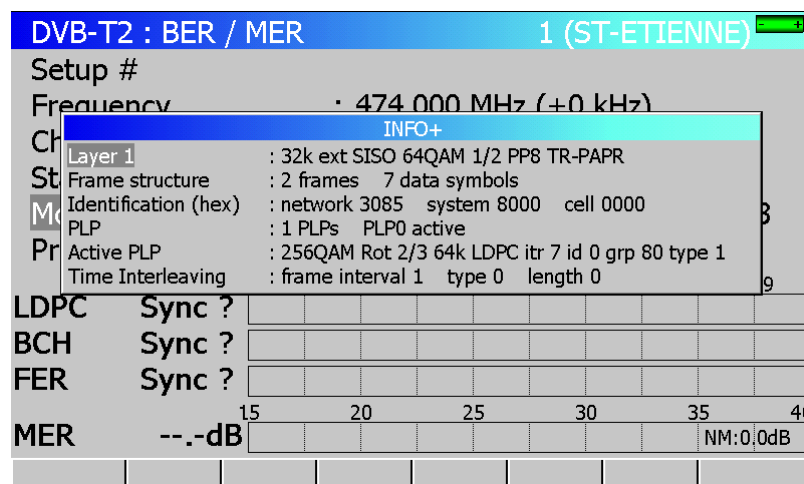 DVB-T2 : BER / MER 1 (ST-ETIENNE) - +
Setup #
Frequency : 474.000 MHz (+0 kHz)
INFO+
Layer 1 : 32k ext SISO 64QAM 1/2 PP8 TR-PAPR
Frame structure : 2 frames 7 data symbols
Identification (hex) : network 3085 system 8000 cell 0000
PLP : 1 PLPs PLP0 active
Active PLP : 256QAM Rot 2/3 64k LDPC itr 7 id 0 grp 80 type 1
Time Interleaving : frame interval 1 type 0 length 0
LDPC Sync ?
BCH Sync ?
FER Sync ?
15 20 25 30 35
MER --.-dB NM:0.0dB